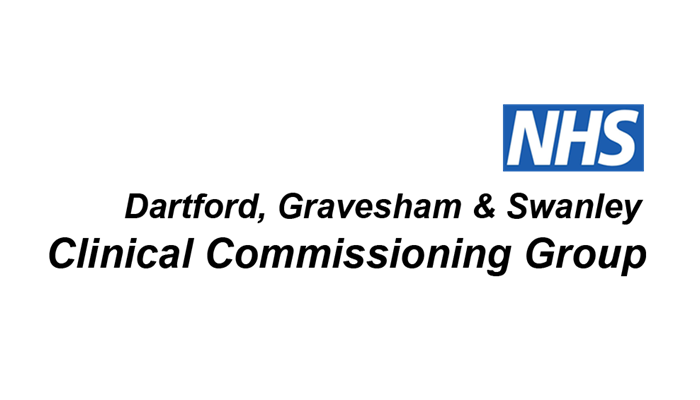 NHS
Dartford, Gravesham & Swanley
Clinical Commissioning Group